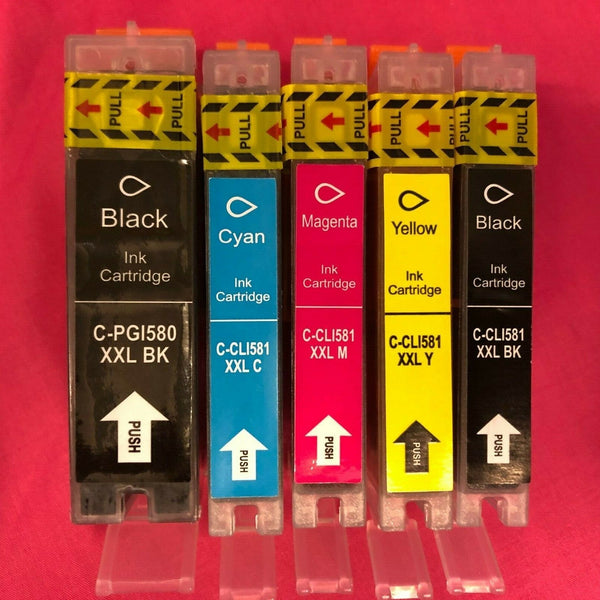 PULL
Black
Ink
Cartridge
C-PGI580
XXL BK
PUSH
PULL
Cyan
Ink
Cartridge
C-CLI581
XXL C
PUSH
PULL
Magenta
Ink
Cartridge
C-CLI581
XXL M
PUSH
PULL
PULL
Yellow
Ink
Cartridge
C-CLI581
XXL Y
PUSH
PULL
PULL
Black
Ink
Cartridge
C-CLI581
XXL BK
PUSH